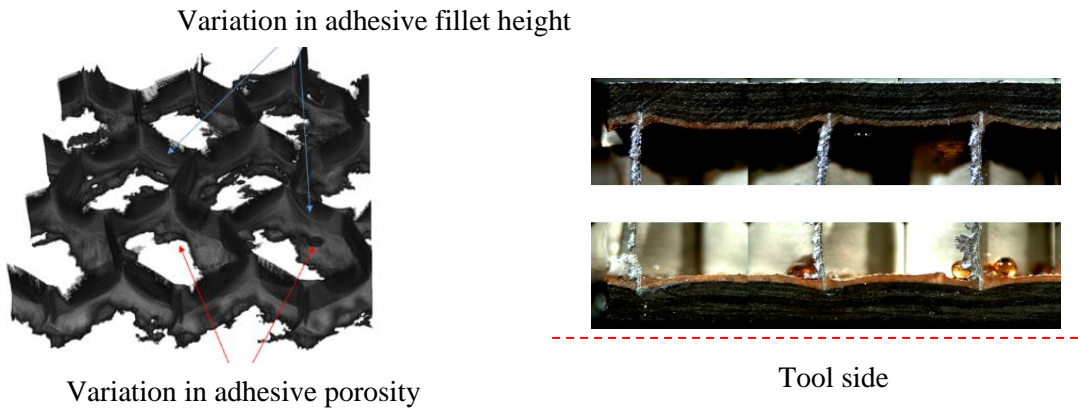 Variation in adhesive fillet height
Variation in adhesive porosity
Tool side